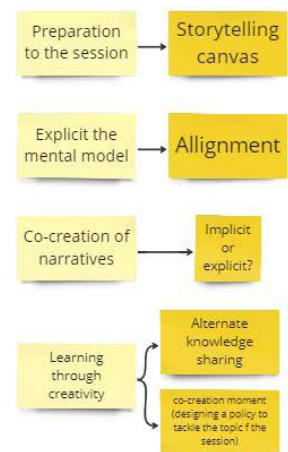 Preparation
to the session
Storytelling
canvas
Explicit the
mental model
Allignment
Co-creation of
narratives
Implicit
or
explicit?
Learning
through
creativity
Alternate
knowledge
sharing
co-creation moment
(designing a policy to
tackle the topic f the
session)